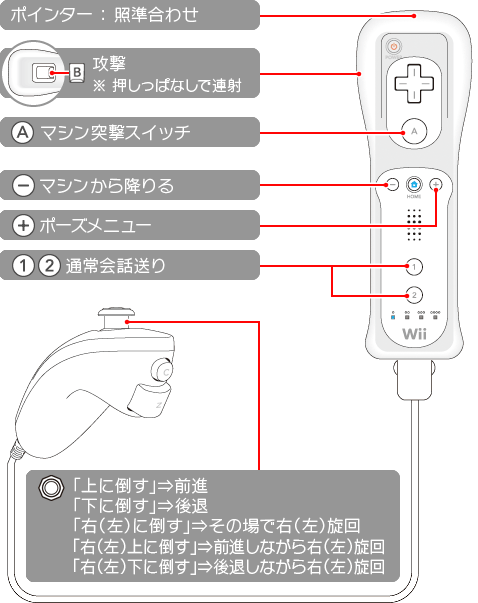 ポインター：照準合わせ
B 攻撃
※ 押しっぱなしで連射
A マシン突撃スイッチ
A
− マシンから降りる
HOME
+ ポーズメニュー
1 2 通常会話送り
1
2
Wii
C
Z
「上に倒す」⇒前進
「下に倒す」⇒後退
「右（左）に倒す」⇒その場で右（左）旋回
「右（左）上に倒す」⇒前進しながら右（左）旋回
「右（左）下に倒す」⇒後退しながら右（左）旋回